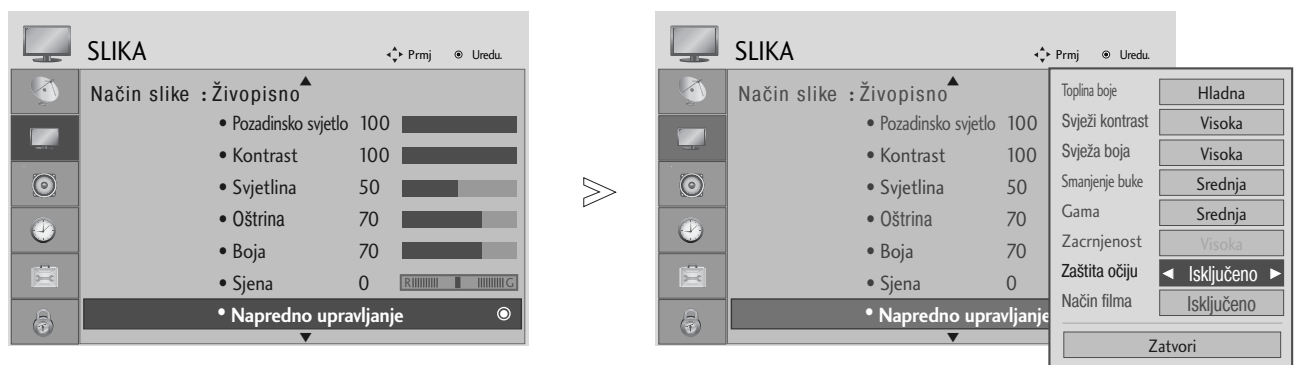 SLIKA
Prmj Uredu.
Način slike : Živopisno
• Pozadinsko svjetlo 100
• Kontrast 100
• Svjetlina 50
• Oštrina 70
• Boja 70
• Sjena 0 R G
• Napredno upravljanje
SLIKA
Prmj Uredu.
Način slike : Živopisno
• Pozadinsko svjetlo 100
• Kontrast 100
• Svjetlina 50
• Oštrina 70
• Boja 70
• Sjena 0
• Napredno upravljanje
Toplina boje Hladna
Svježi kontrast Visoka
Svježa boja Visoka
Smanjenje buke Srednja
Gama Srednja
Zacrnjenost Visoka
Zaštita očiju ◄ Isključeno ►
Način filma Isključeno
Zatvori